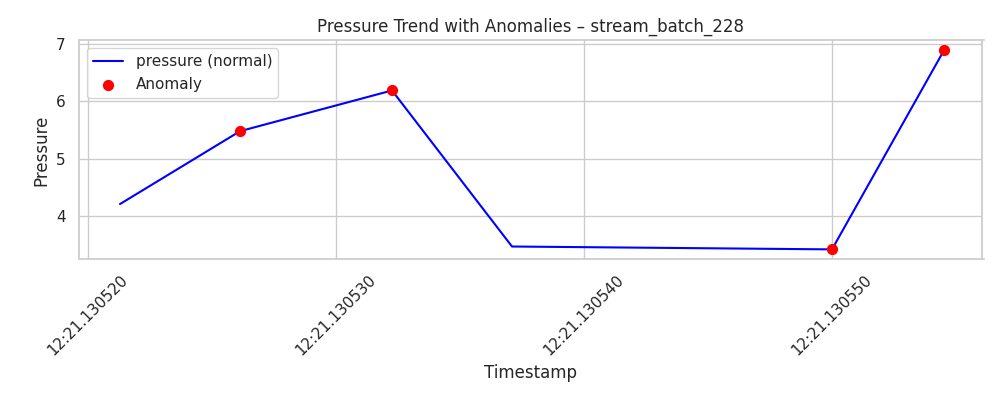 Pressure Trend with Anomalies – stream_batch_228
pressure (normal)
Anomaly
Pressure
7
6
5
4
12:21.130520
12:21.130530
12:21.130540
12:21.130550
Timestamp